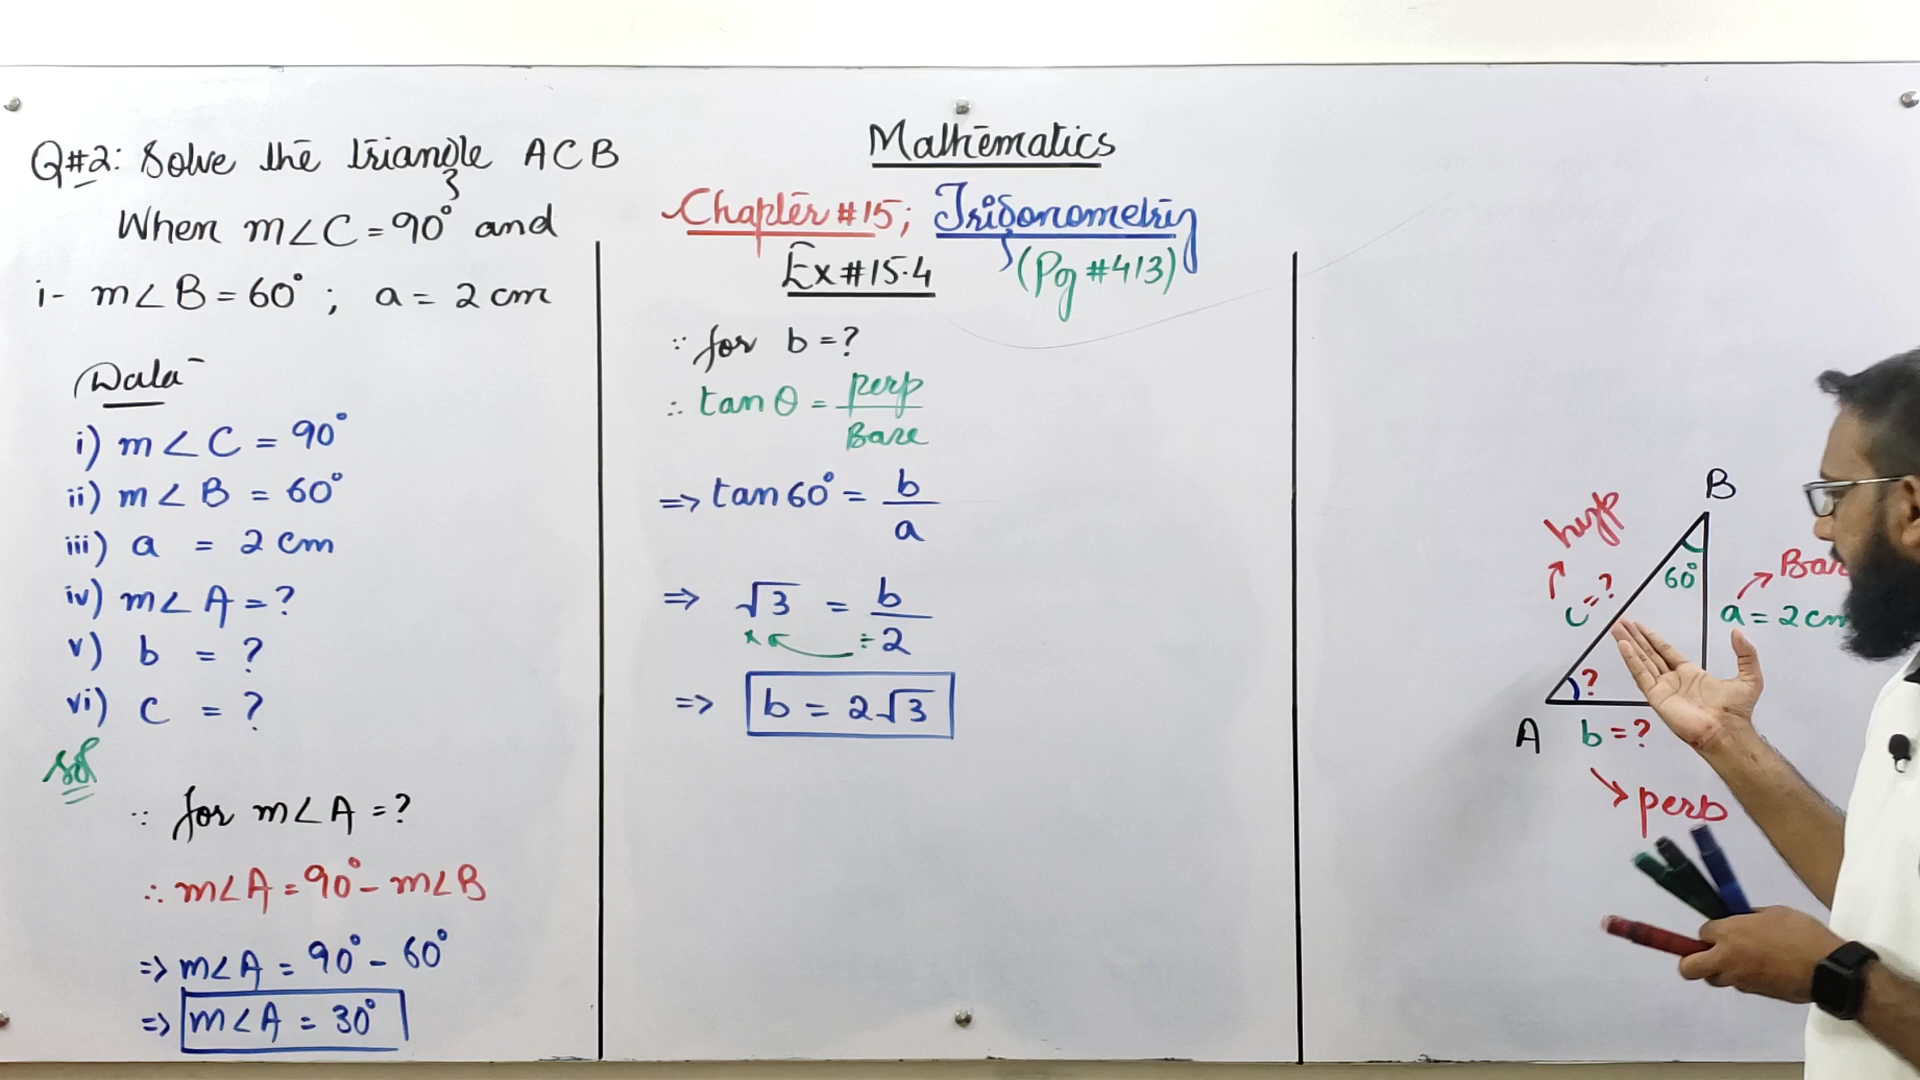 Q#2: Solve the triangle ACB
When m∠C = 90° and
i- m∠B = 60° ; a = 2 cm
Data
i) m∠C = 90°
ii) m∠B = 60°
iii) a = 2 cm
iv) m∠A = ?
v) b = ?
vi) c = ?
Sol
∵ for m∠A = ?
∴ m∠A = 90° - m∠B
=> m∠A = 90° - 60°
=> m∠A = 30°
Mathematics
Chapter #15; Trigonometry
Ex#15.4 (Pg #413)
∵ for b = ?
∴ tan θ = perp / Base
=> tan 60° = b / a
=> √3 = b / ÷2
×
=> b = 2√3
B
hyp
60°
c = ?
a = 2 cm
?
A b = ?
perb